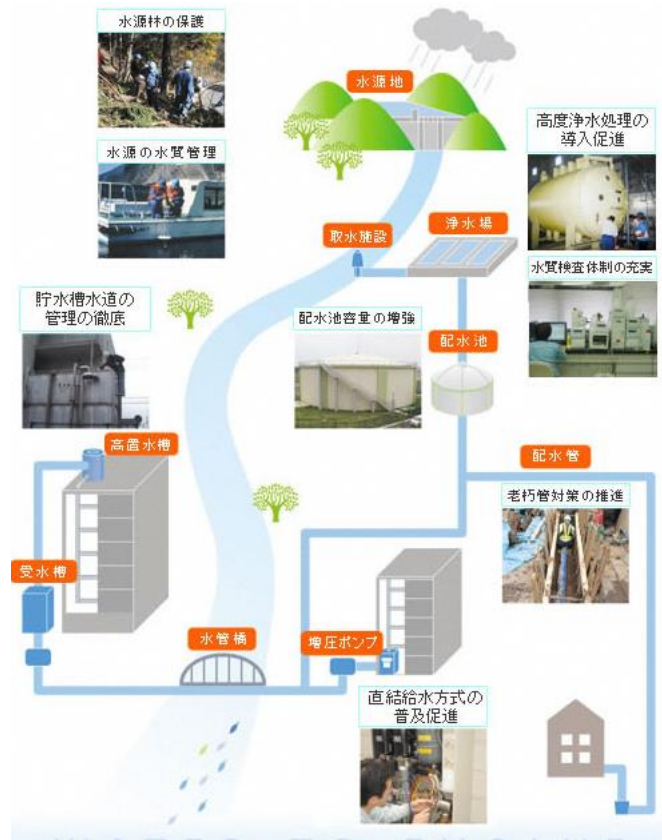 水源林の保護
水源地
高度浄水処理の
導入促進
水源の水質管理
取水施設
浄水場
水質検査体制の充実
貯水槽水道の
管理の徹底
配水池容量の増強
配水池
高置水槽
配水管
老朽管対策の推進
受水槽
水管橋
増圧ポンプ
直結給水方式の
普及促進